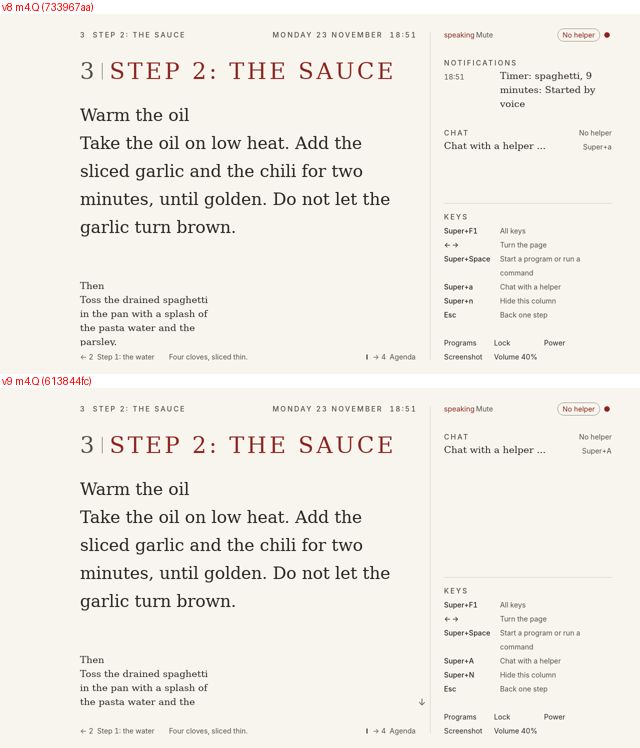 v8 m4.Q (733967aa)
3 STEP 2: THE SAUCE
MONDAY 23 NOVEMBER 18:51
3 STEP 2: THE SAUCE
Warm the oil
Take the oil on low heat. Add the
sliced garlic and the chili for two
minutes, until golden. Do not let the
garlic turn brown.
Then
Toss the drained spaghetti
in the pan with a splash of
the pasta water and the
parsley.
← 2 Step 1: the water Four cloves, sliced thin.
→ 4 Agenda
speaking Mute
No helper
NOTIFICATIONS
18:51 Timer: spaghetti, 9
minutes: Started by
voice
CHAT No helper
Chat with a helper ... Super+a
KEYS
Super+F1 All keys
← → Turn the page
Super+Space Start a program or run a
command
Super+a Chat with a helper
Super+n Hide this column
Esc Back one step
Programs Lock Power
Screenshot Volume 40%
v9 m4.Q (613844fc)
3 STEP 2: THE SAUCE
MONDAY 23 NOVEMBER 18:51
3 STEP 2: THE SAUCE
Warm the oil
Take the oil on low heat. Add the
sliced garlic and the chili for two
minutes, until golden. Do not let the
garlic turn brown.
Then
Toss the drained spaghetti
in the pan with a splash of
the pasta water and the
↓
← 2 Step 1: the water Four cloves, sliced thin.
→ 4 Agenda
speaking Mute
No helper
CHAT No helper
Chat with a helper ... Super+A
KEYS
Super+F1 All keys
← → Turn the page
Super+Space Start a program or run a
command
Super+A Chat with a helper
Super+N Hide this column
Esc Back one step
Programs Lock Power
Screenshot Volume 40%